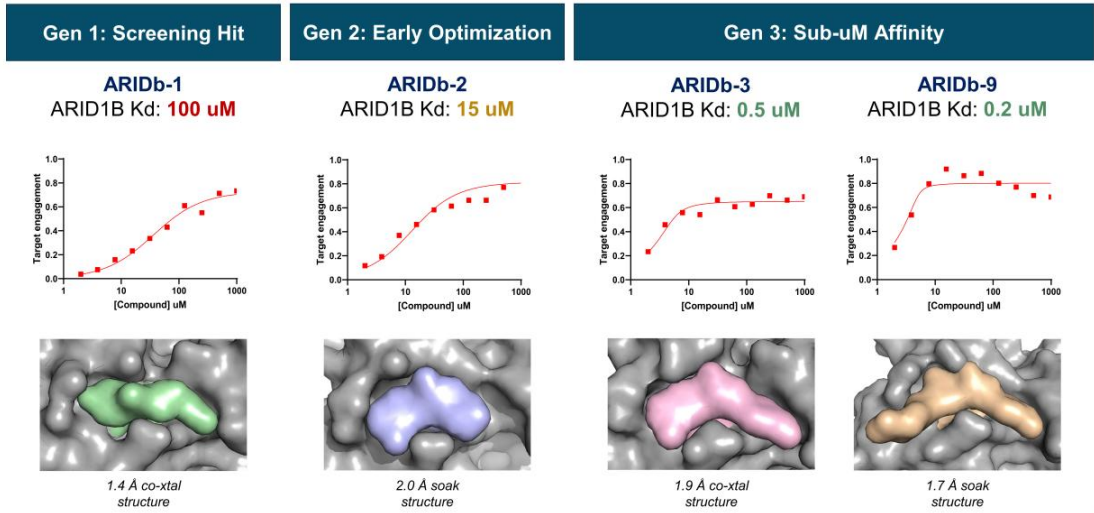 Gen 1: Screening Hit
Gen 2: Early Optimization
Gen 3: Sub-uM Affinity
ARIDb-1
ARID1B Kd: 100 uM
ARIDb-2
ARID1B Kd: 15 uM
ARIDb-3
ARID1B Kd: 0.5 uM
ARIDb-9
ARID1B Kd: 0.2 uM
Target engagement
1.0
0.8
0.6
0.4
0.2
0.0
1
10
100
1000
[Compound] uM
Target engagement
1.0
0.8
0.6
0.4
0.2
0.0
1
10
100
1000
[Compound] uM
Target engagement
1.0
0.8
0.6
0.4
0.2
0.0
1
10
100
1000
[Compound] uM
Target engagement
1.0
0.8
0.6
0.4
0.2
0.0
1
10
100
1000
[Compound] uM
1.4 Å co-xtal
structure
2.0 Å soak
structure
1.9 Å co-xtal
structure
1.7 Å soak
structure